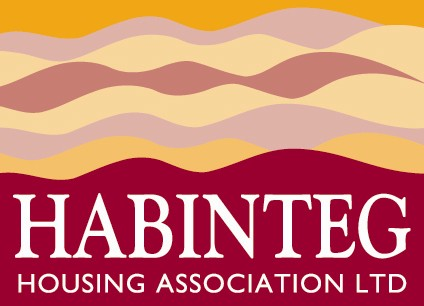 HABINTEG
HOUSING ASSOCIATION LTD